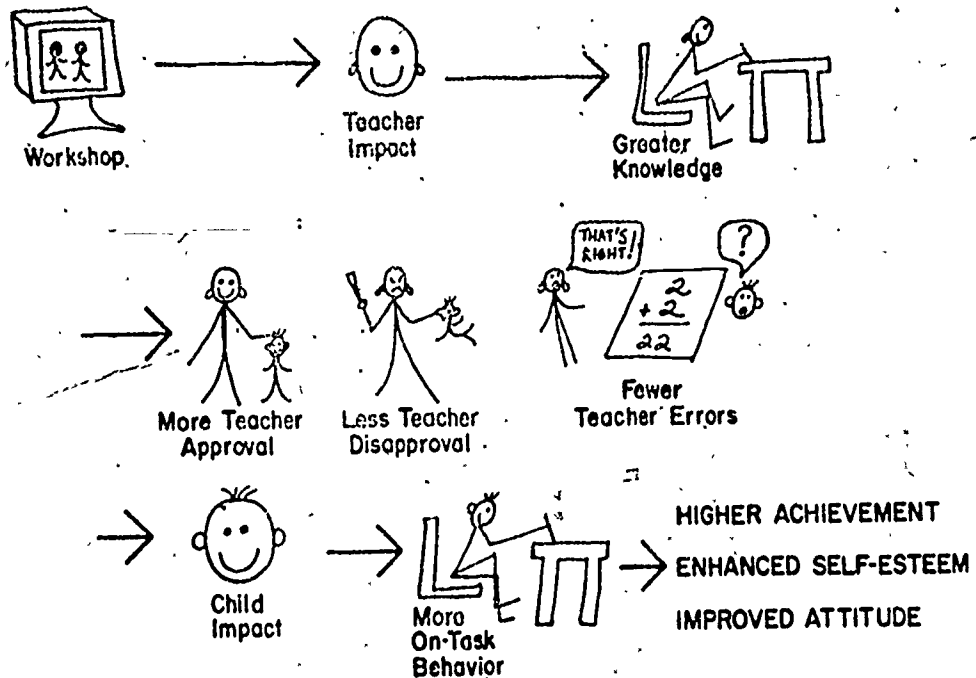 Workshop.
Teacher
Impact
Greater
Knowledge
THAT'S
RIGHT!
?
2
+2
22
More Teacher
Approval
Less Teacher
Disapproval
Fewer
Teacher Errors
Child
Impact
More
On-Task
Behavior
HIGHER ACHIEVEMENT
ENHANCED SELF-ESTEEM
IMPROVED ATTITUDE